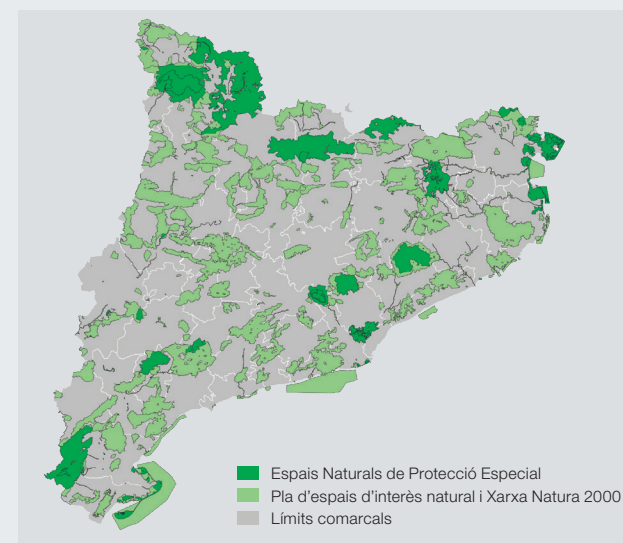 Espais Naturals de Protecció Especial
Pla d'espais d'interès natural i Xarxa Natura 2000
Límits comarcals